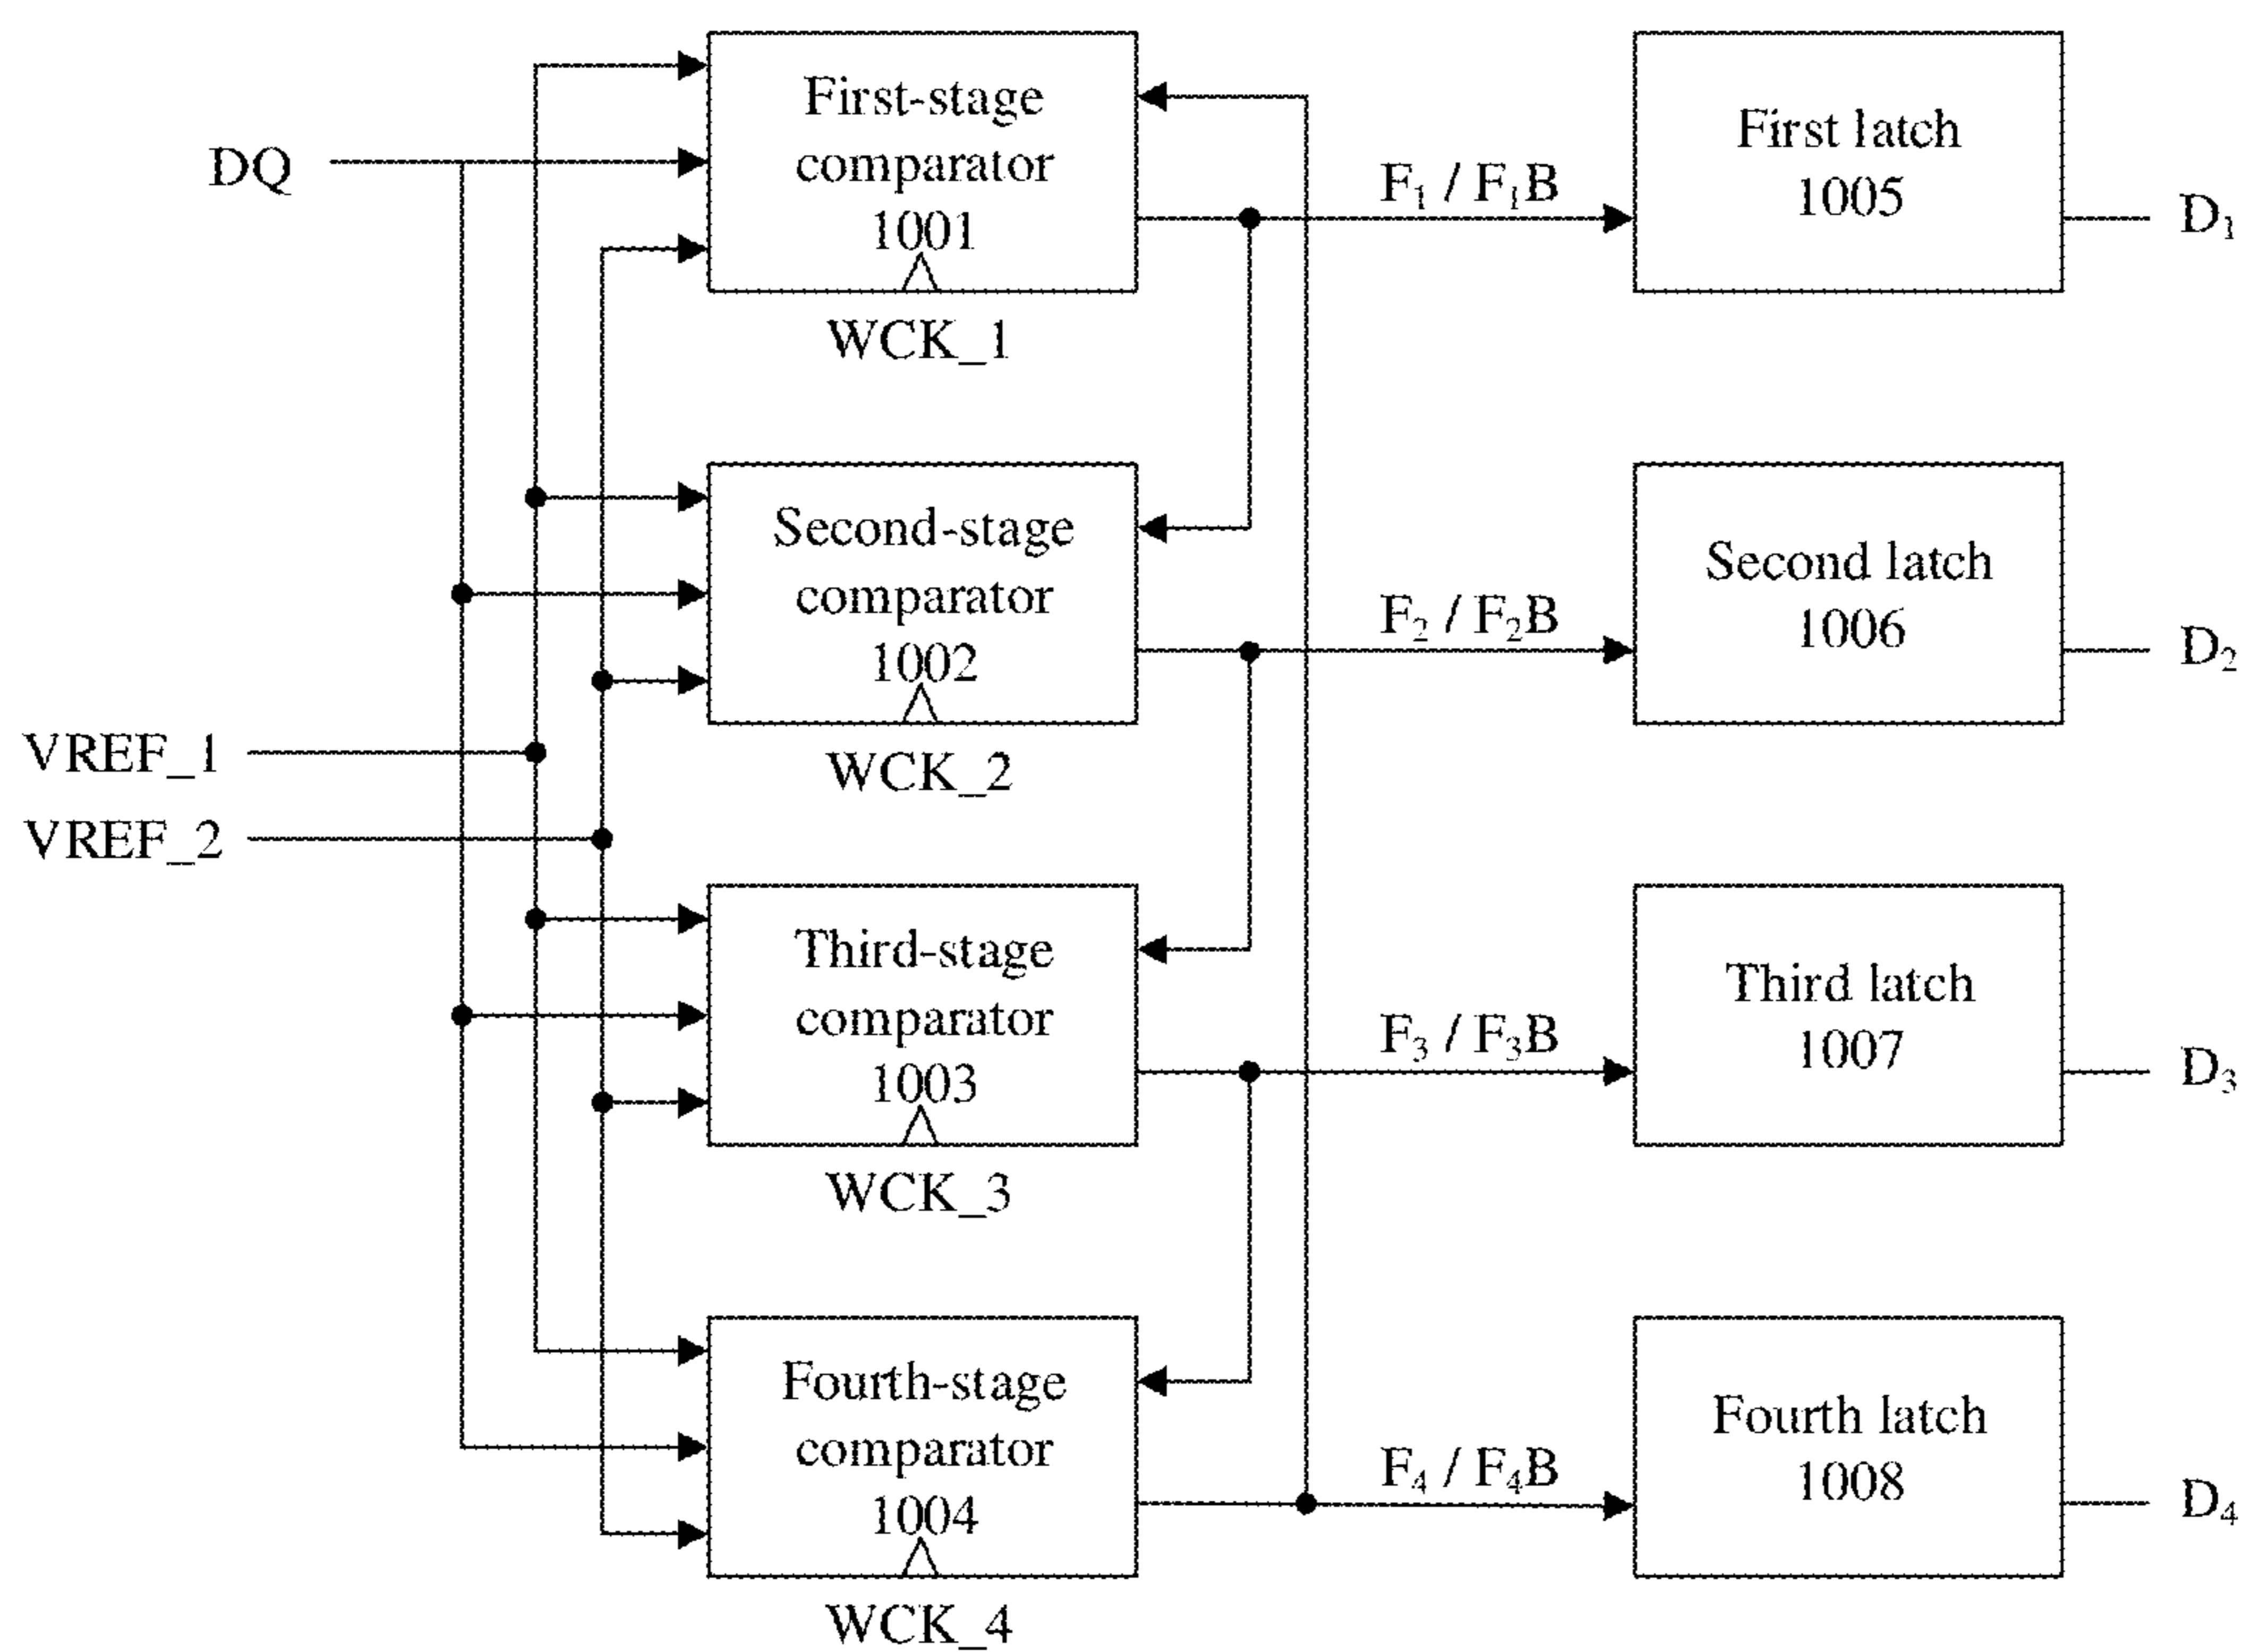 First-stage
comparator
1001
WCK_1
First latch
1005
DQ
F₁ / F₁B
D₁
Second-stage
comparator
1002
WCK_2
Second latch
1006
F₂ / F₂B
D₂
VREF_1
VREF_2
Third-stage
comparator
1003
WCK_3
Third latch
1007
F₃ / F₃B
D₃
Fourth-stage
comparator
1004
WCK_4
Fourth latch
1008
F₄ / F₄B
D₄